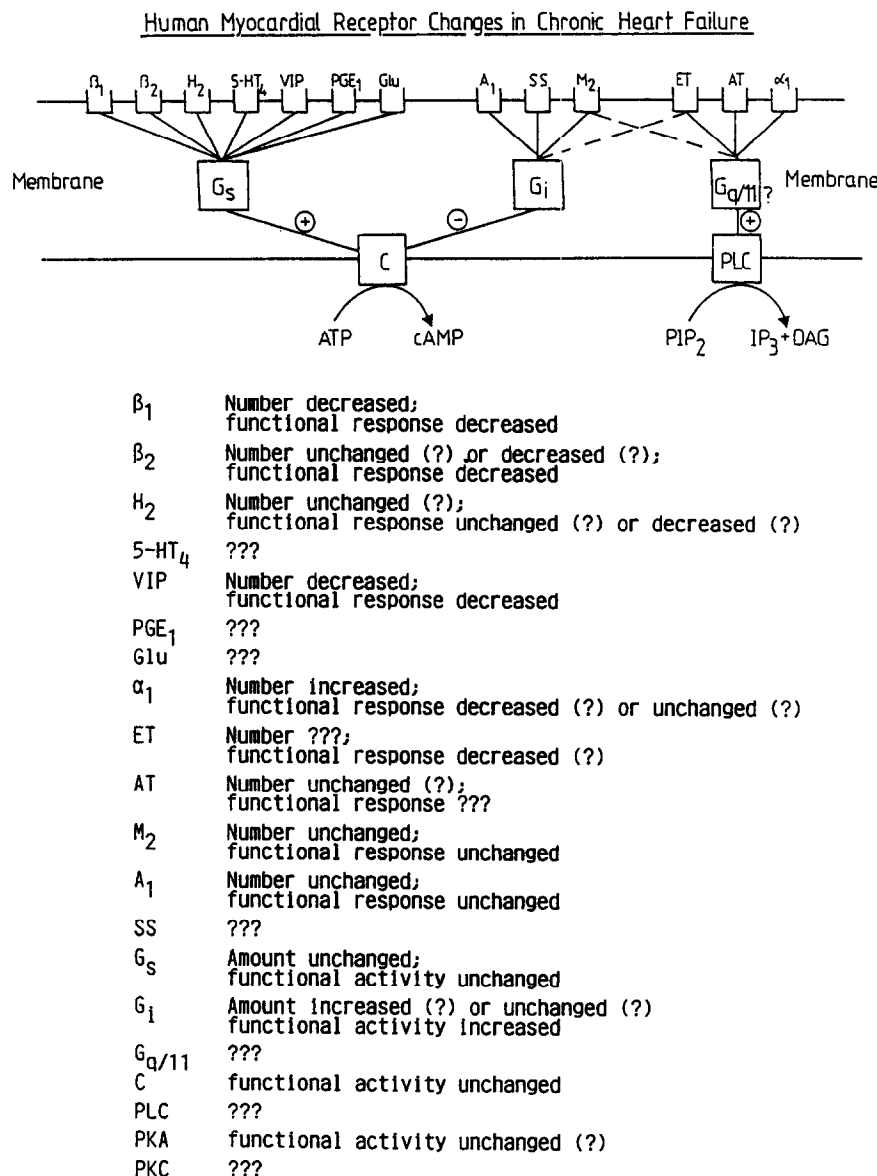 Human Myocardial Receptor Changes in Chronic Heart Failure
β1 β2 H2 5-HT4 VIP PGE1 Glu A1 SS M2 ET AT α1
Membrane Gs Gi Gq/11? Membrane
+ − +
C PLC
ATP cAMP PIP2 IP3+DAG
β1 Number decreased;
functional response decreased
β2 Number unchanged (?) or decreased (?);
functional response decreased
H2 Number unchanged (?);
functional response unchanged (?) or decreased (?)
5-HT4 ???
VIP Number decreased;
functional response decreased
PGE1 ???
Glu ???
α1 Number increased;
functional response decreased (?) or unchanged (?)
ET Number ???;
functional response decreased (?)
AT Number unchanged (?);
functional response ???
M2 Number unchanged;
functional response unchanged
A1 Number unchanged;
functional response unchanged
SS ???
Gs Amount unchanged;
functional activity unchanged
Gi Amount increased (?) or unchanged (?)
functional activity increased
Gq/11 ???
C functional activity unchanged
PLC ???
PKA functional activity unchanged (?)
PKC ???